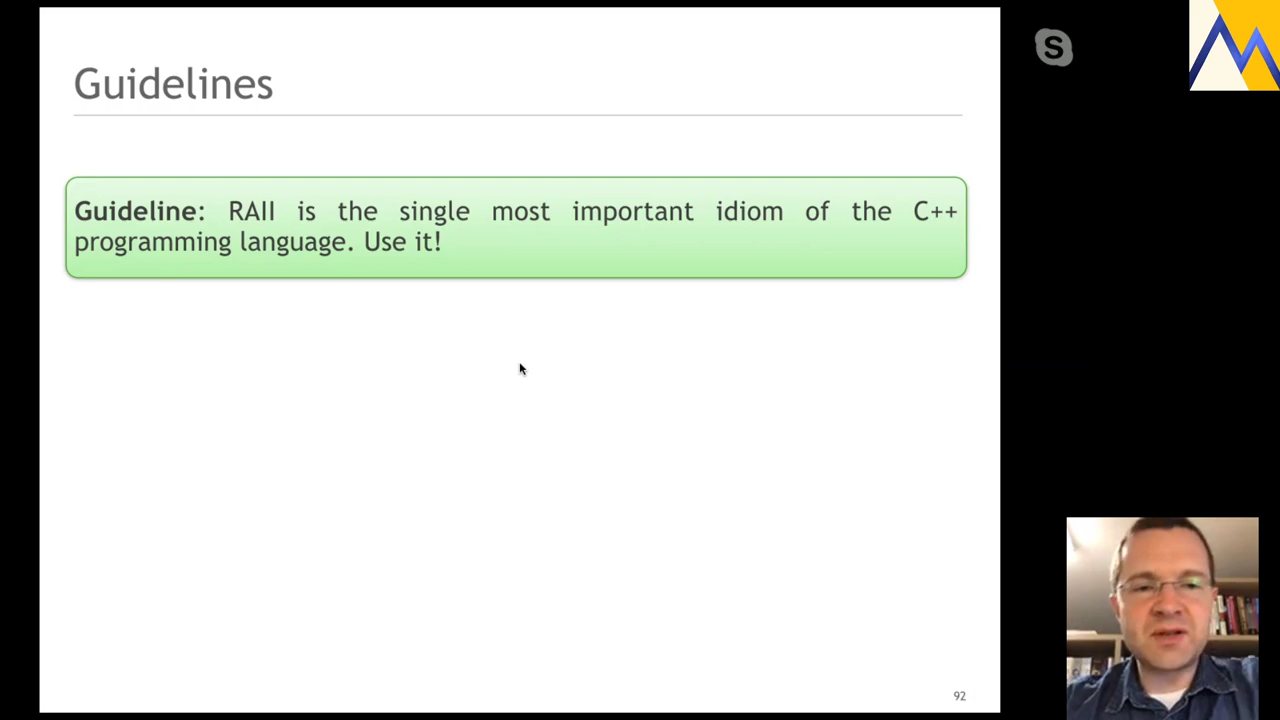 Guidelines
Guideline: RAII is the single most important idiom of the C++
programming language. Use it!
92